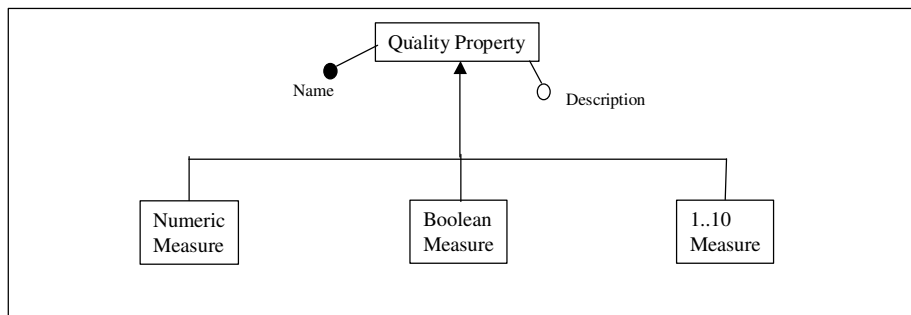 Quality Property
Name
Description
Numeric
Measure
Boolean
Measure
1..10
Measure